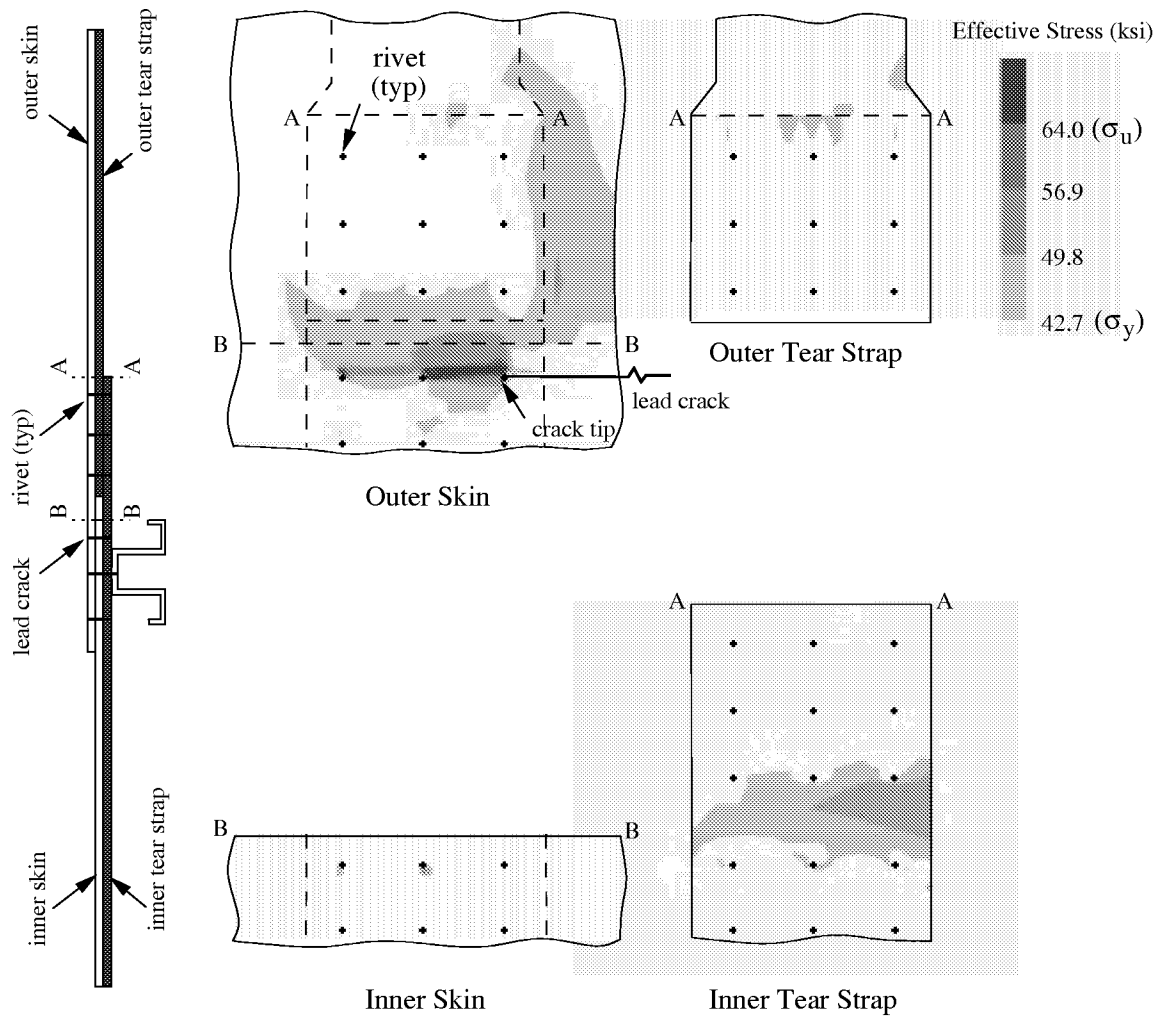 outer skin
outer tear strap
A
A
rivet (typ)
B
B
lead crack
inner skin
inner tear strap
rivet
(typ)
A
A
B
B
lead crack
crack tip
Outer Skin
A
A
Outer Tear Strap
Effective Stress (ksi)
64.0 (σu)
56.9
49.8
42.7 (σy)
B
B
Inner Skin
A
A
Inner Tear Strap